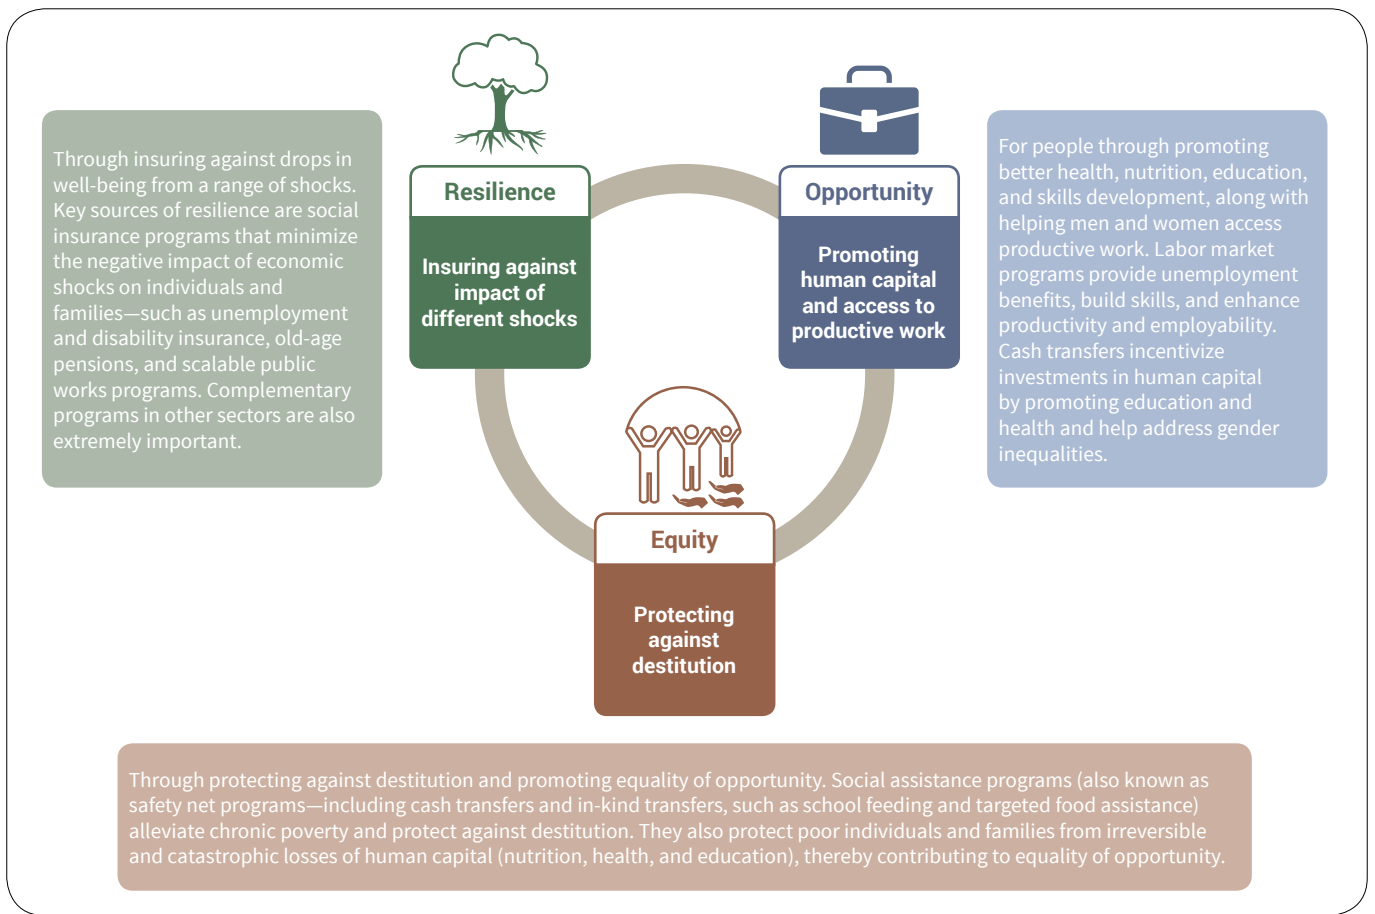 Through insuring against drops in
well-being from a range of shocks.
Key sources of resilience are social
insurance programs that minimize
the negative impact of economic
shocks on individuals and
families—such as unemployment
and disability insurance, old-age
pensions, and scalable public
works programs. Complementary
programs in other sectors are also
extremely important.
Resilience
Insuring against
impact of
different shocks
Opportunity
Promoting
human capital
and access to
productive work
For people through promoting
better health, nutrition, education,
and skills development, along with
helping men and women access
productive work. Labor market
programs provide unemployment
benefits, build skills, and enhance
productivity and employability.
Cash transfers incentivize
investments in human capital
by promoting education and
health and help address gender
inequalities.
Equity
Protecting
against
destitution
Through protecting against destitution and promoting equality of opportunity. Social assistance programs (also known as
safety net programs—including cash transfers and in-kind transfers, such as school feeding and targeted food assistance)
alleviate chronic poverty and protect against destitution. They also protect poor individuals and families from irreversible
and catastrophic losses of human capital (nutrition, health, and education), thereby contributing to equality of opportunity.